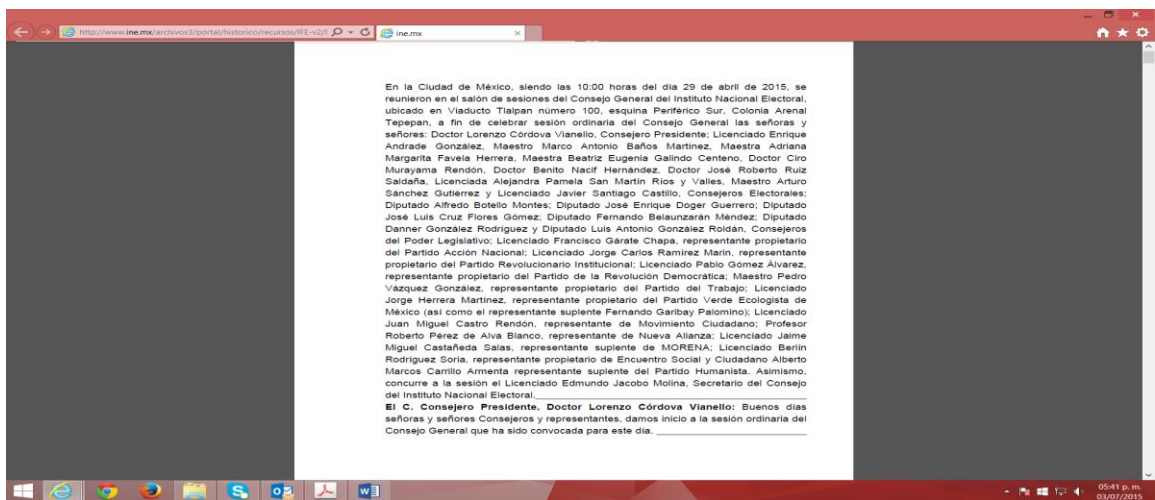 http://www.ine.mx/archivos3/portal/historico/recursos/IFE-v2/
ine.mx
En la Ciudad de México, siendo las 10:00 horas del día 29 de abril de 2015, se
reunieron en el salón de sesiones del Consejo General del Instituto Nacional Electoral,
ubicado en Viaducto Tlalpan número 100, esquina Periférico Sur, Colonia Arenal
Tepepan, a fin de celebrar sesión ordinaria del Consejo General las señoras y
señores: Doctor Lorenzo Córdova Vianello, Consejero Presidente; Licenciado Enrique
Andrade González, Maestro Marco Antonio Baños Martínez, Maestra Adriana
Margarita Favela Herrera, Maestra Beatriz Eugenia Galindo Centeno, Doctor Ciro
Murayama Rendón, Doctor Benito Nacif Hernández, Doctor José Roberto Ruiz
Saldaña, Licenciada Alejandra Pamela San Martín Ríos y Valles, Maestro Arturo
Sánchez Gutiérrez y Licenciado Javier Santiago Castillo, Consejeros Electorales;
Diputado Alfredo Botello Montes; Diputado José Enrique Doger Guerrero; Diputado
José Luis Cruz Flores Gómez; Diputado Fernando Belaunzarán Méndez; Diputado
Danner González Rodríguez y Diputado Luis Antonio González Roldán, Consejeros
del Poder Legislativo; Licenciado Francisco Gárate Chapa, representante propietario
del Partido Acción Nacional; Licenciado Jorge Carlos Ramírez Marín, representante
propietario del Partido Revolucionario Institucional; Licenciado Pablo Gómez Álvarez,
representante propietario del Partido de la Revolución Democrática; Maestro Pedro
Vázquez González, representante propietario del Partido del Trabajo; Licenciado
Jorge Herrera Martínez, representante propietario del Partido Verde Ecologista de
México (así como el representante suplente Fernando Garibay Palomino); Licenciado
Juan Miguel Castro Rendón, representante de Movimiento Ciudadano; Profesor
Roberto Pérez de Alva Blanco, representante de Nueva Alianza; Licenciado Jaime
Miguel Castañeda Salas, representante suplente de MORENA; Licenciado Berlín
Rodríguez Soria, representante propietario de Encuentro Social y Ciudadano Alberto
Marcos Carrillo Armenta representante suplente del Partido Humanista. Asimismo,
concurre a la sesión el Licenciado Edmundo Jacobo Molina, Secretario del Consejo
del Instituto Nacional Electoral.
El C. Consejero Presidente, Doctor Lorenzo Córdova Vianello: Buenos días
señoras y señores Consejeros y representantes, damos inicio a la sesión ordinaria del
Consejo General que ha sido convocada para este día.
05:41 p. m.
03/07/2015